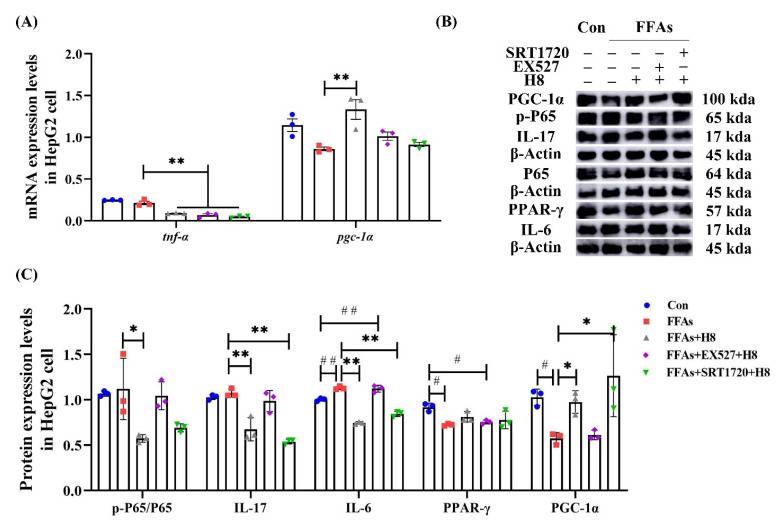 (A)
mRNA expression levels
in HepG2 cell
2.0
1.5
1.0
0.5
0.0
**
**
tnf-α
pgc-1α
(B)
Con FFAs
SRT1720 – – – – +
EX527 – – – + –
H8 – – + + +
PGC-1α 100 kda
p-P65 65 kda
IL-17 17 kda
β-Actin 45 kda
P65 64 kda
β-Actin 45 kda
PPAR-γ 57 kda
IL-6 17 kda
β-Actin 45 kda
(C)
Protein expression levels
in HepG2 cell
2.0
1.5
1.0
0.5
0.0
*
**
**
##
##
**
**
#
#
#
*
*
p-P65/P65
IL-17
IL-6
PPAR-γ
PGC-1α
Con
FFAs
FFAs+H8
FFAs+EX527+H8
FFAs+SRT1720+H8